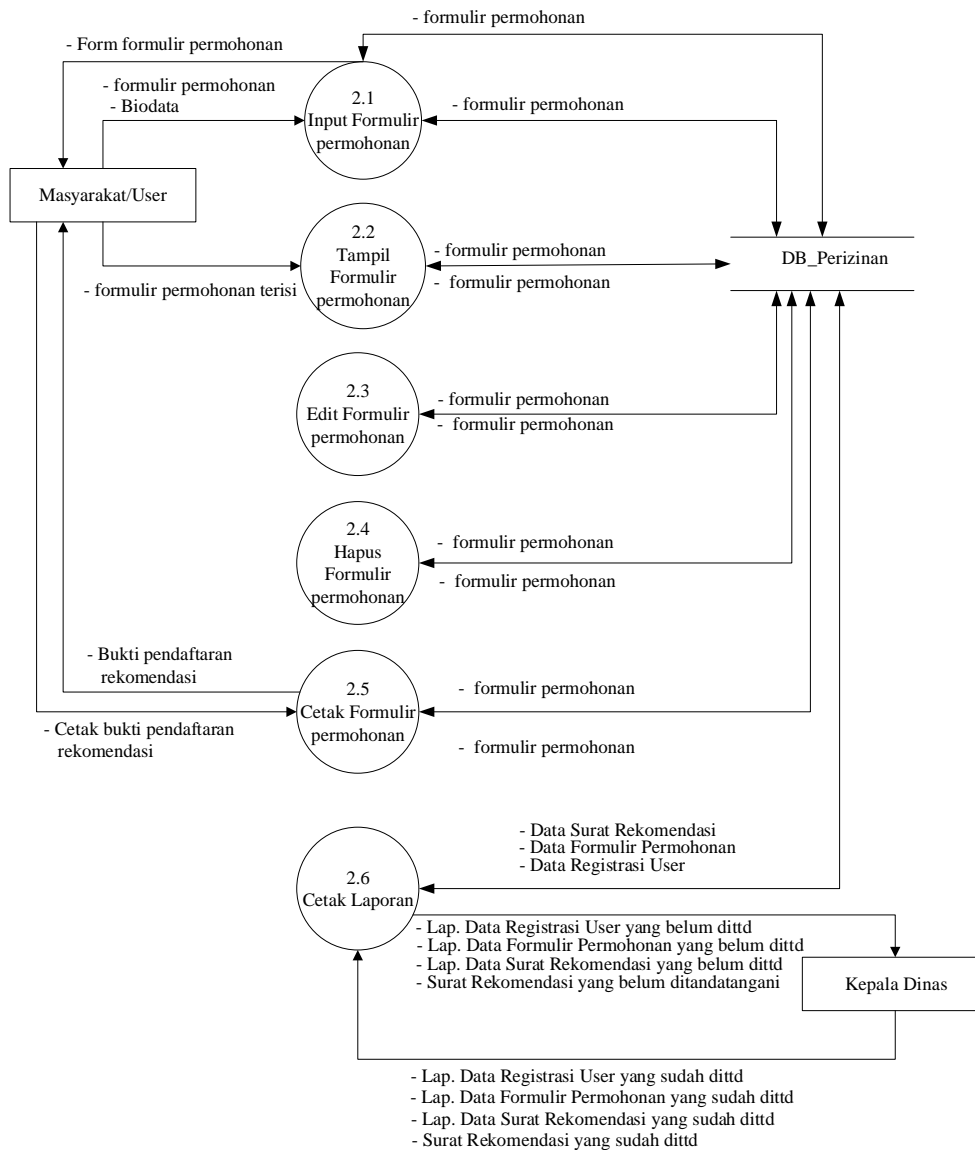 - formulir permohonan
- Form formulir permohonan
- formulir permohonan
- Biodata
2.1
Input Formulir
permohonan
- formulir permohonan
Masyarakat/User
2.2
Tampil
Formulir
permohonan
- formulir permohonan
- formulir permohonan
DB_Perizinan
- formulir permohonan terisi
2.3
Edit Formulir
permohonan
- formulir permohonan
- formulir permohonan
2.4
Hapus
Formulir
permohonan
- formulir permohonan
- formulir permohonan
- Bukti pendaftaran
rekomendasi
2.5
Cetak Formulir
permohonan
- formulir permohonan
- formulir permohonan
- Cetak bukti pendaftaran
rekomendasi
- Data Surat Rekomendasi
- Data Formulir Permohonan
- Data Registrasi User
2.6
Cetak Laporan
- Lap. Data Registrasi User yang belum dittd
- Lap. Data Formulir Permohonan yang belum dittd
- Lap. Data Surat Rekomendasi yang belum dittd
- Surat Rekomendasi yang belum ditandatangani
Kepala Dinas
- Lap. Data Registrasi User yang sudah dittd
- Lap. Data Formulir Permohonan yang sudah dittd
- Lap. Data Surat Rekomendasi yang sudah dittd
- Surat Rekomendasi yang sudah dittd